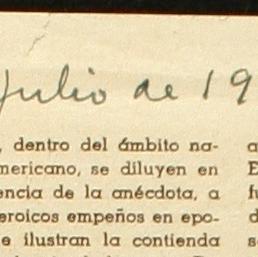 Julio de 19
, dentro del ámbito na-
mericano, se diluyen en
encia de la anécdota, a
eroicos empeños en epo-
e ilustran la contienda